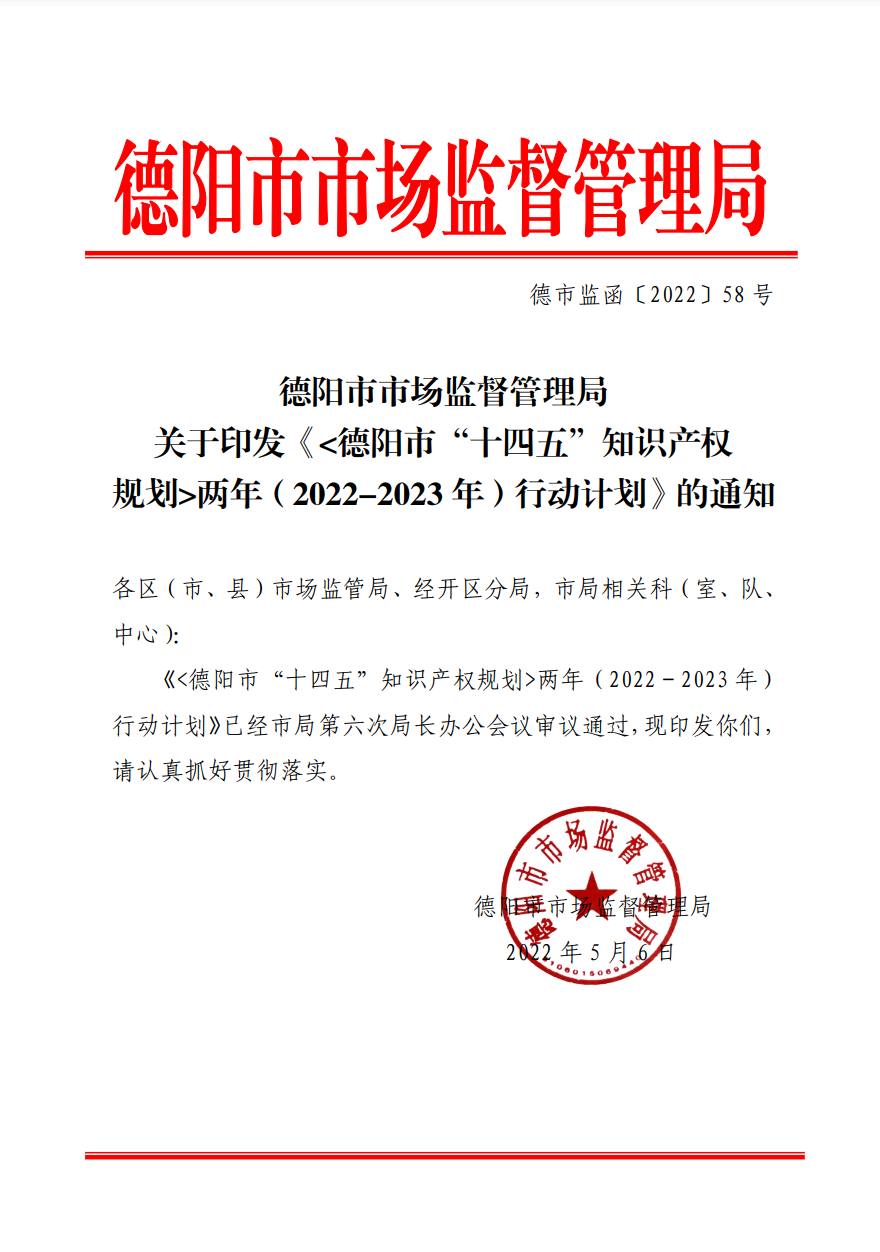 德阳市市场监督管理局
德市监函〔2022〕58 号
德阳市市场监督管理局
关于印发《<德阳市“十四五”知识产权
规划>两年（2022-2023 年）行动计划》的通知
各区（市、县）市场监管局、经开区分局，市局相关科（室、队、
中心）：
《<德阳市“十四五”知识产权规划>两年（2022－2023 年）
行动计划》已经市局第六次局长办公会议审议通过，现印发你们，
请认真抓好贯彻落实。
德阳市市场监督管理局
德阳市市场监督管理局
2022 年 5 月 6 日